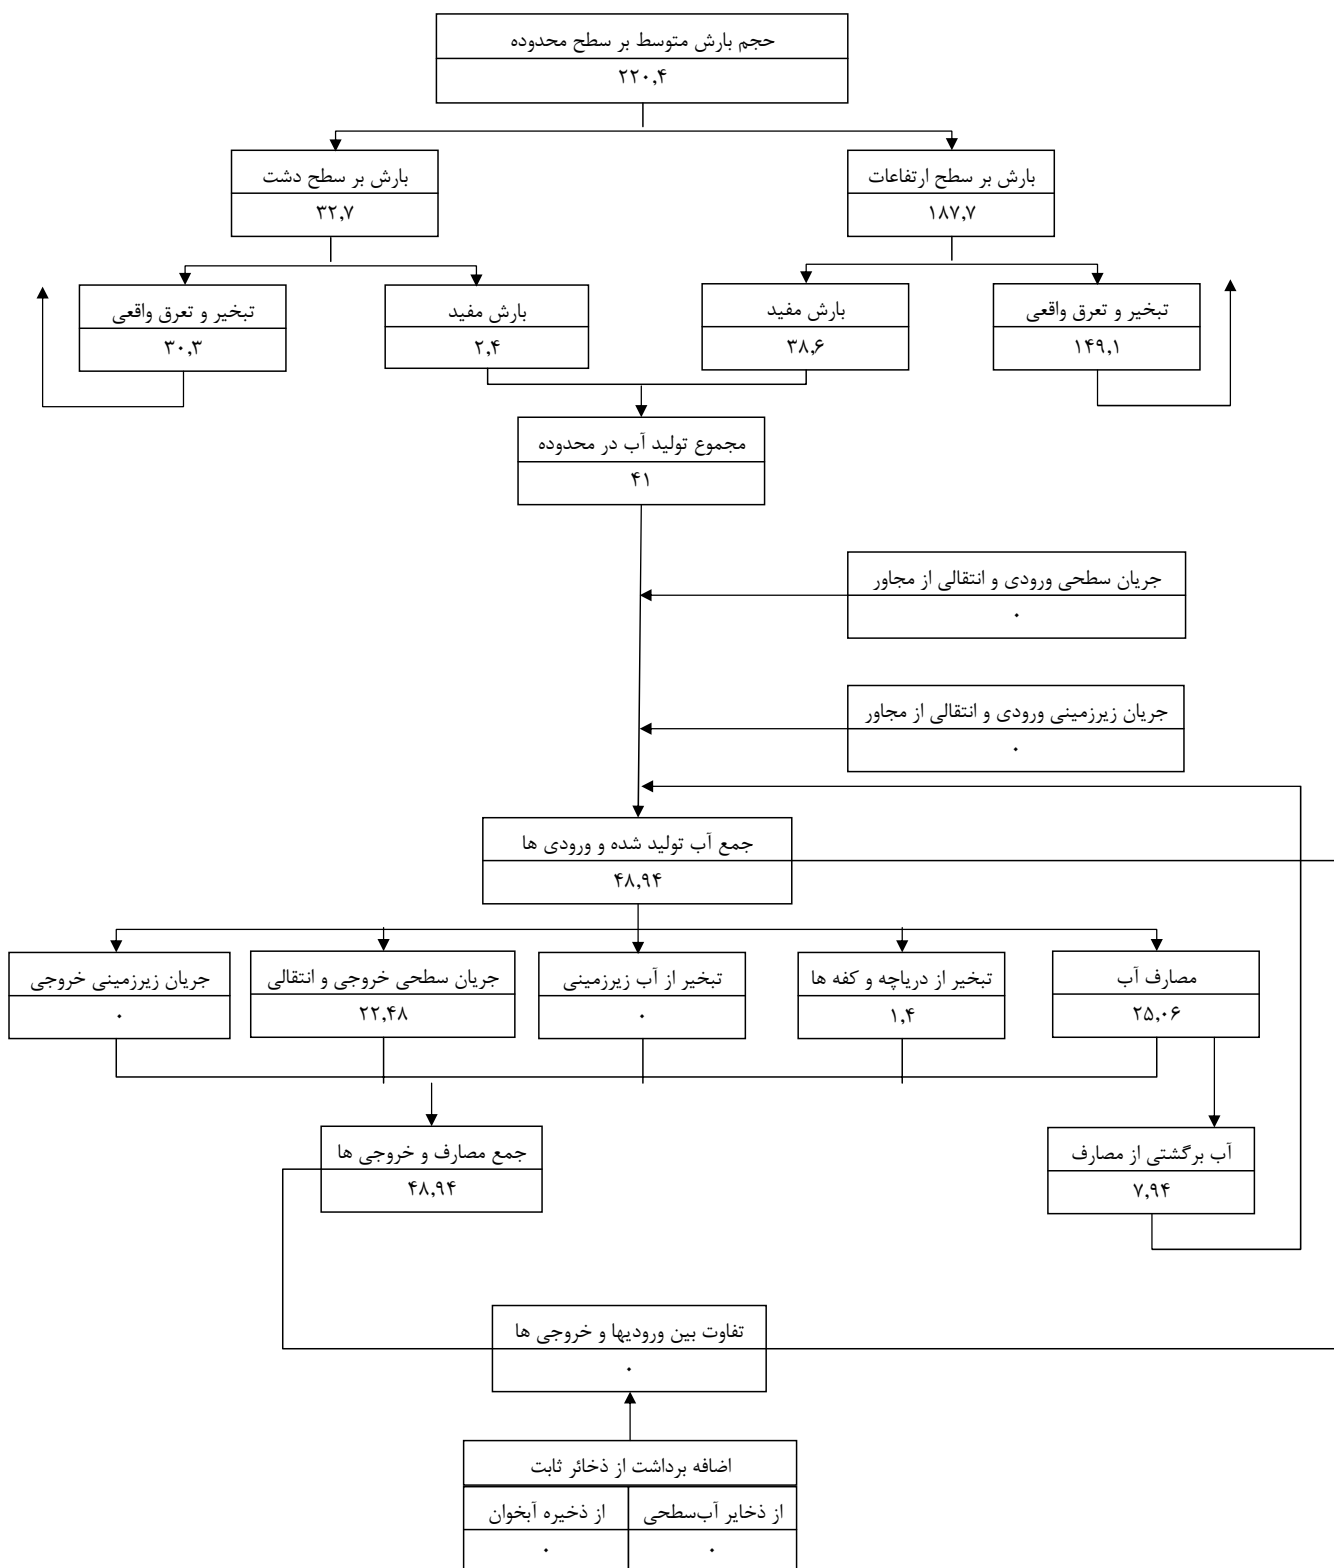 حجم بارش متوسط بر سطح محدوده
۲۲۰,۴
بارش بر سطح ارتفاعات
۱۸۷,۷
بارش بر سطح دشت
۳۲,۷
تبخیر و تعرق واقعی
۱۴۹,۱
بارش مفید
۳۸,۶
بارش مفید
۲,۴
تبخیر و تعرق واقعی
۳۰,۳
مجموع تولید آب در محدوده
۴۱
جریان سطحی ورودی و انتقالی از مجاور
۰
جریان زیرزمینی ورودی و انتقالی از مجاور
۰
جمع آب تولید شده و ورودی ها
۴۸,۹۴
مصارف آب
۲۵,۰۶
تبخیر از دریاچه و کفه ها
۱,۴
تبخیر از آب زیرزمینی
۰
جریان سطحی خروجی و انتقالی
۲۲,۴۸
جریان زیرزمینی خروجی
۰
آب برگشتی از مصارف
۷,۹۴
جمع مصارف و خروجی ها
۴۸,۹۴
تفاوت بین ورودیها و خروجی ها
۰
اضافه برداشت از ذخائر ثابت
از ذخایر آب‌سطحی
۰
از ذخیره آبخوان
۰